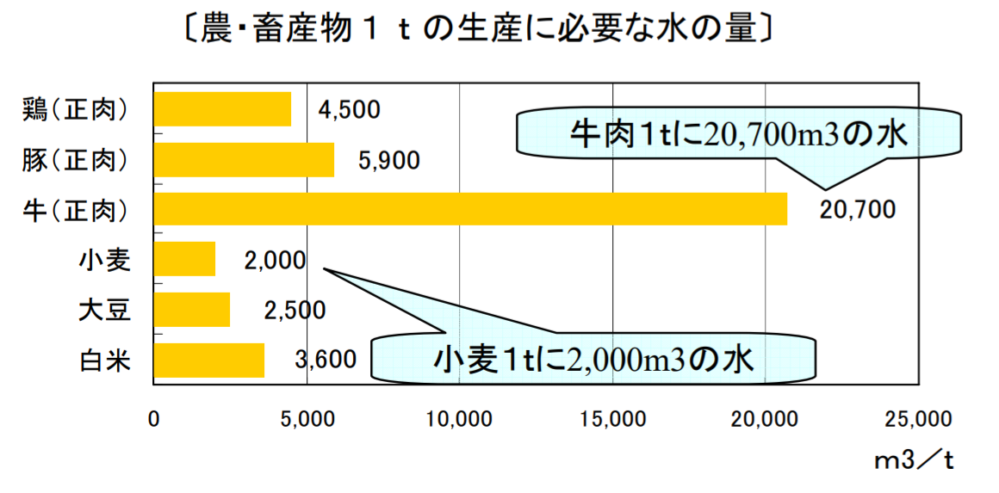 〔農・畜産物１ｔの生産に必要な水の量〕
鶏（正肉）
4,500
牛肉１tに20,700m3の水
豚（正肉）
5,900
牛（正肉）
20,700
小麦
2,000
大豆
2,500
白米
3,600
小麦１tに2,000m3の水
0
5,000
10,000
15,000
20,000
25,000
ｍ3／t